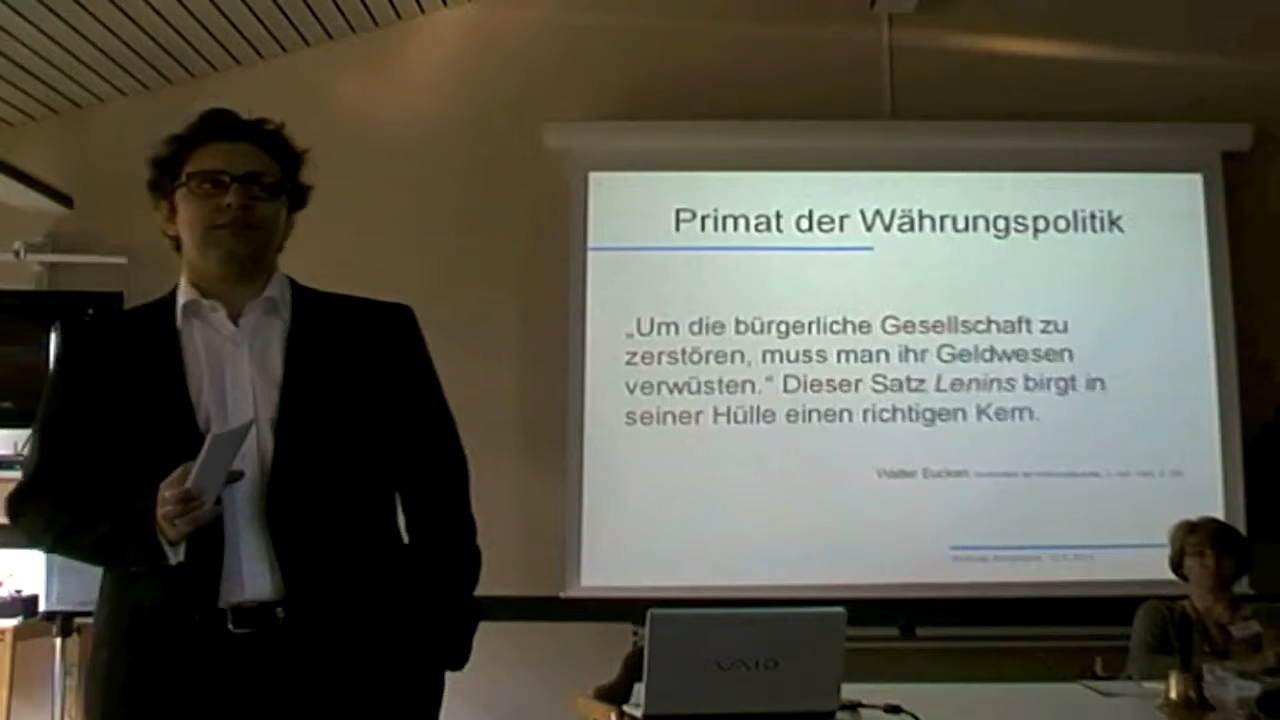 Primat der Währungspolitik
„Um die bürgerliche Gesellschaft zu
zerstören, muss man ihr Geldwesen
verwüsten.“ Dieser Satz Lenins birgt in
seiner Hülle einen richtigen Kern.
Walter Eucken
VAIO